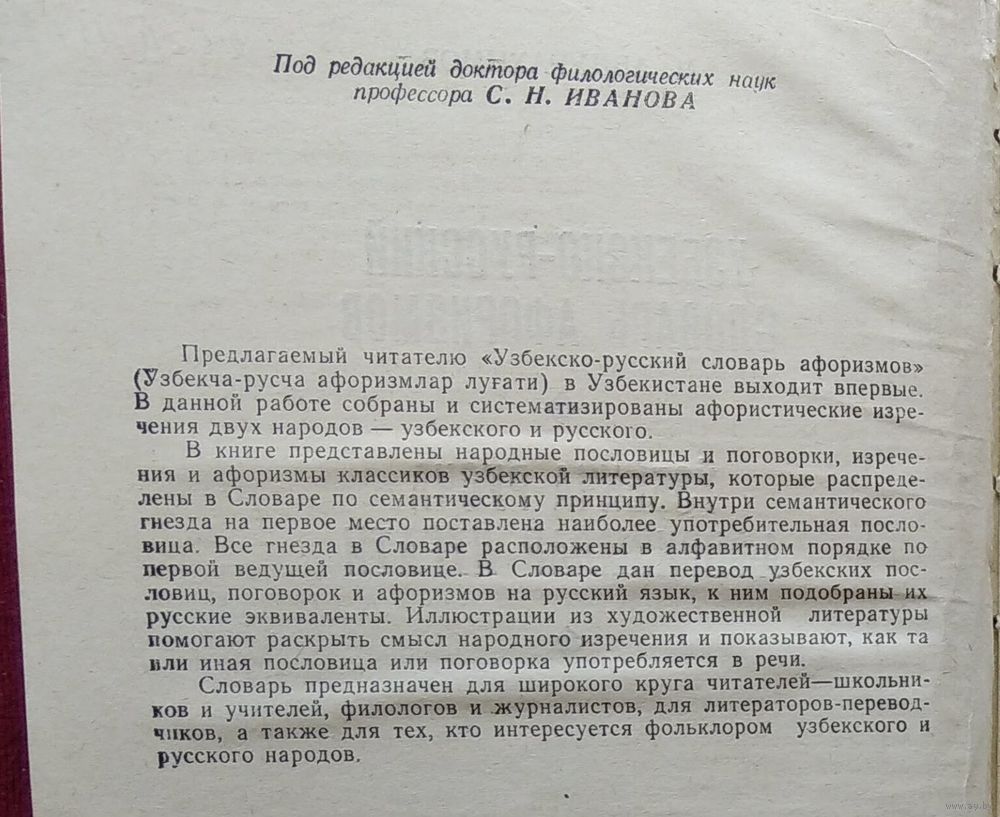 Под редакцией доктора филологических наук
профессора С. Н. ИВАНОВА
Предлагаемый читателю «Узбекско-русский словарь афоризмов»
(Узбекча-русча афоризмлар луғати) в Узбекистане выходит впервые.
В данной работе собраны и систематизированы афористические изре-
чения двух народов — узбекского и русского.
В книге представлены народные пословицы и поговорки, изрече-
ния и афоризмы классиков узбекской литературы, которые распреде-
лены в Словаре по семантическому принципу. Внутри семантического
гнезда на первое место поставлена наиболее употребительная посло-
вица. Все гнезда в Словаре расположены в алфавитном порядке по
первой ведущей пословице. В Словаре дан перевод узбекских пос-
ловиц, поговорок и афоризмов на русский язык, к ним подобраны их
русские эквиваленты. Иллюстрации из художественной литературы
помогают раскрыть смысл народного изречения и показывают, как та
или иная пословица или поговорка употребляется в речи.
Словарь предназначен для широкого круга читателей—школьни-
ков и учителей, филологов и журналистов, для литераторов-перевод-
чиков, а также для тех, кто интересуется фольклором узбекского и
русского народов.
www.ay.by